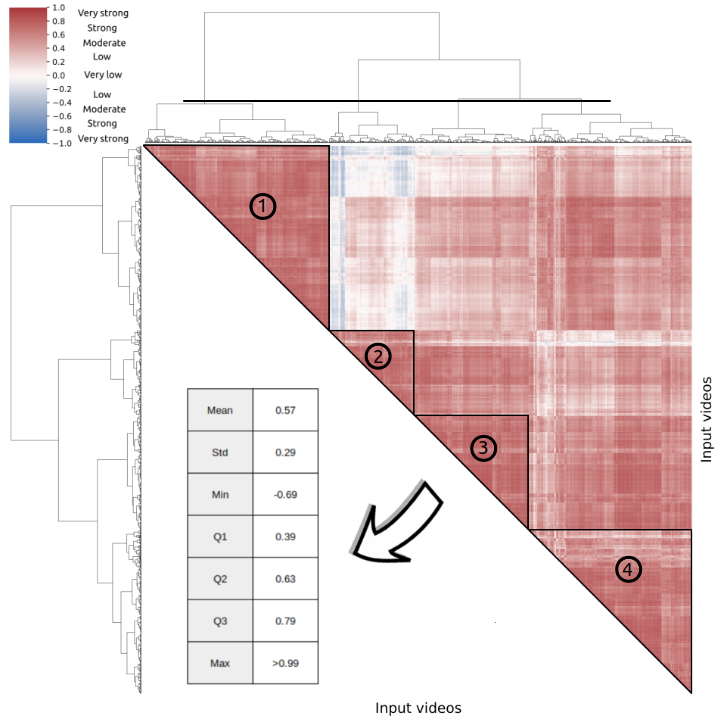 1.0 Very strong
0.8 Strong
0.6 Moderate
0.4 Low
0.2
0.0 Very low
−0.2 Low
−0.4 Moderate
−0.6 Strong
−0.8 Very strong
−1.0
1
2
3
4
Mean 0.57
Std 0.29
Min -0.69
Q1 0.39
Q2 0.63
Q3 0.79
Max >0.99
Input videos
Input videos